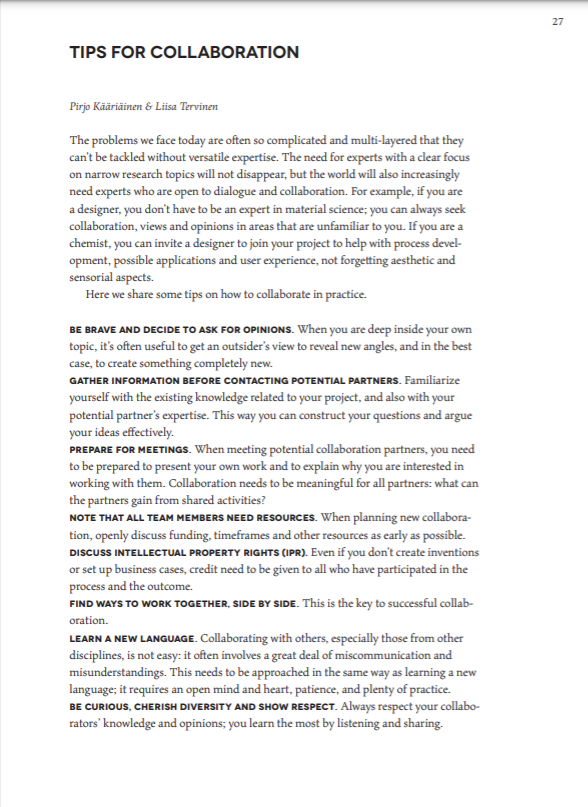 27
TIPS FOR COLLABORATION
Pirjo Kääriäinen & Liisa Tervinen
The problems we face today are often so complicated and multi-layered that they
can't be tackled without versatile expertise. The need for experts with a clear focus
on narrow research topics will not disappear, but the world will also increasingly
need experts who are open to dialogue and collaboration. For example, if you are
a designer, you don't have to be an expert in material science; you can always seek
collaboration, views and opinions in areas that are unfamiliar to you. If you are a
chemist, you can invite a designer to join your project to help with process devel-
opment, possible applications and user experience, not forgetting aesthetic and
sensorial aspects.
Here we share some tips on how to collaborate in practice.
BE BRAVE AND DECIDE TO ASK FOR OPINIONS. When you are deep inside your own
topic, it's often useful to get an outsider's view to reveal new angles, and in the best
case, to create something completely new.
GATHER INFORMATION BEFORE CONTACTING POTENTIAL PARTNERS. Familiarize
yourself with the existing knowledge related to your project, and also with your
potential partner's expertise. This way you can construct your questions and argue
your ideas effectively.
PREPARE FOR MEETINGS. When meeting potential collaboration partners, you need
to be prepared to present your own work and to explain why you are interested in
working with them. Collaboration needs to be meaningful for all partners: what can
the partners gain from shared activities?
NOTE THAT ALL TEAM MEMBERS NEED RESOURCES. When planning new collabora-
tion, openly discuss funding, timeframes and other resources as early as possible.
DISCUSS INTELLECTUAL PROPERTY RIGHTS (IPR). Even if you don't create inventions
or set up business cases, credit need to be given to all who have participated in the
process and the outcome.
FIND WAYS TO WORK TOGETHER, SIDE BY SIDE. This is the key to successful collab-
oration.
LEARN A NEW LANGUAGE. Collaborating with others, especially those from other
disciplines, is not easy: it often involves a great deal of miscommunication and
misunderstandings. This needs to be approached in the same way as learning a new
language; it requires an open mind and heart, patience, and plenty of practice.
BE CURIOUS, CHERISH DIVERSITY AND SHOW RESPECT. Always respect your collabo-
rators' knowledge and opinions; you learn the most by listening and sharing.